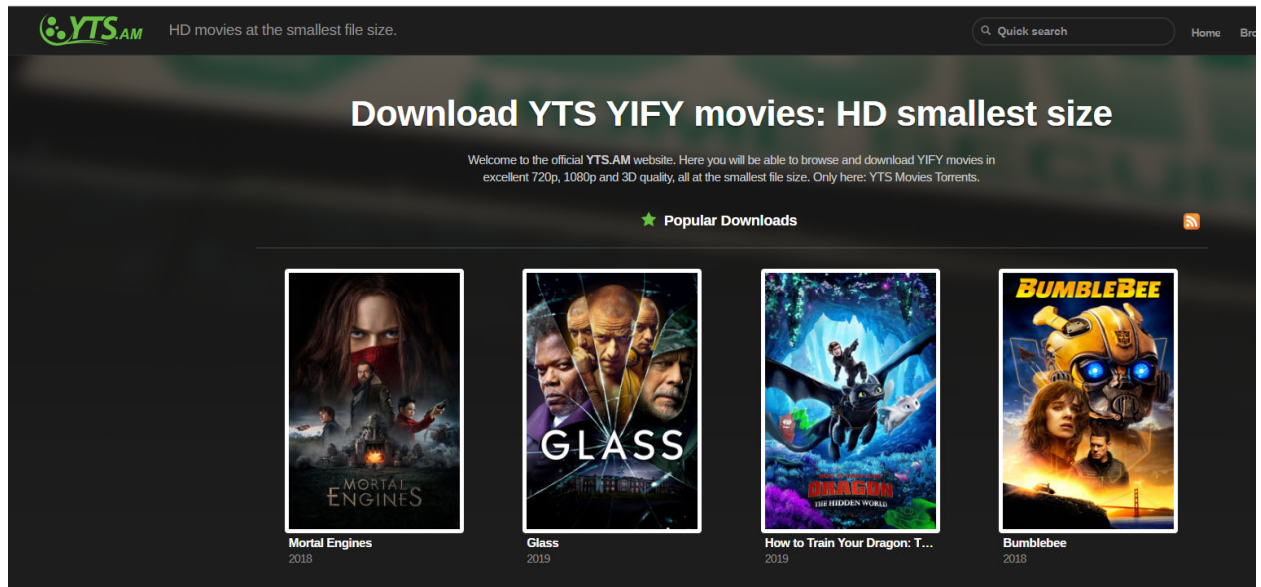 YTS.AM
HD movies at the smallest file size.
Quick search
Home
Bro
Download YTS YIFY movies: HD smallest size
Welcome to the official YTS.AM website. Here you will be able to browse and download YIFY movies in
excellent 720p, 1080p and 3D quality, all at the smallest file size. Only here: YTS Movies Torrents.
Popular Downloads
MORTAL
ENGINES
GLASS
DRAGON
THE HIDDEN WORLD
BUMBLEBEE
Mortal Engines
2018
Glass
2019
How to Train Your Dragon: T...
2019
Bumblebee
2018